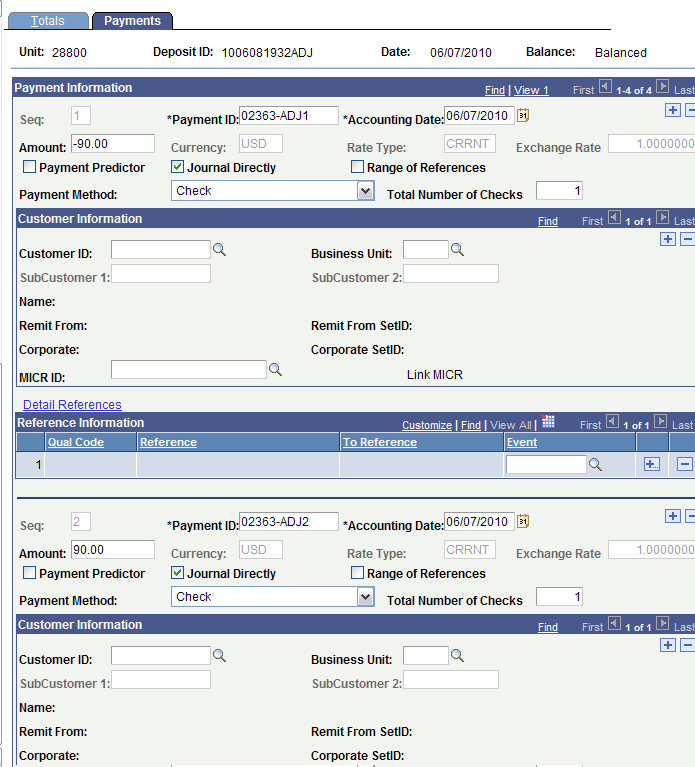 Totals Payments
Unit: 28800 Deposit ID: 1006081932ADJ Date: 06/07/2010 Balance: Balanced
Payment Information Find | View 1 First 1-4 of 4 Last
Seq: 1 *Payment ID: 02363-ADJ1 *Accounting Date: 06/07/2010 31
Amount: -90.00 Currency: USD Rate Type: CRRNT Exchange Rate 1.0000000
Payment Predictor Journal Directly Range of References
Payment Method: Check Total Number of Checks 1
Customer Information Find First 1 of 1 Last
Customer ID: Business Unit:
SubCustomer 1: SubCustomer 2:
Name:
Remit From: Remit From SetID:
Corporate: Corporate SetID:
MICR ID: Link MICR
Detail References
Reference Information Customize | Find | View All | First 1 of 1 Last
Qual Code Reference To Reference Event
1
Seq: 2 *Payment ID: 02363-ADJ2 *Accounting Date: 06/07/2010 31
Amount: 90.00 Currency: USD Rate Type: CRRNT Exchange Rate 1.0000000
Payment Predictor Journal Directly Range of References
Payment Method: Check Total Number of Checks 1
Customer Information Find First 1 of 1 Last
Customer ID: Business Unit:
SubCustomer 1: SubCustomer 2:
Name:
Remit From: Remit From SetID:
Corporate: Corporate SetID: